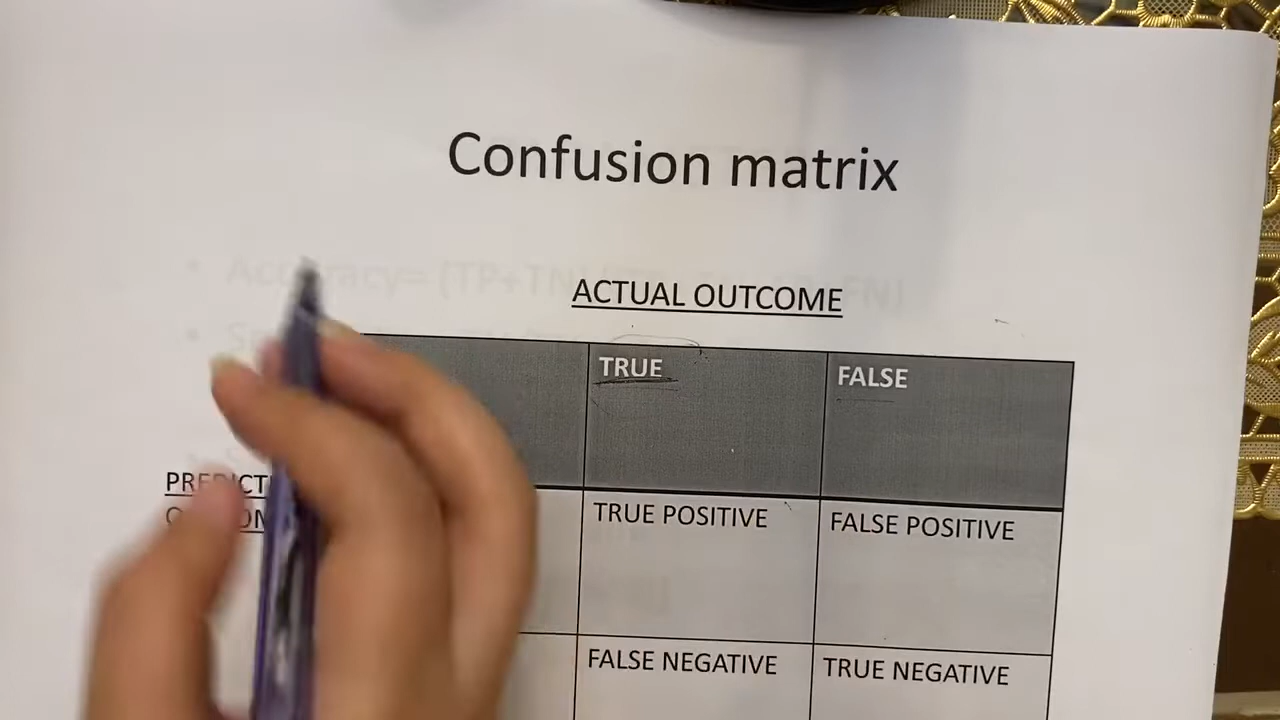 Confusion matrix
ACTUAL OUTCOME
TRUE FALSE
TRUE POSITIVE FALSE POSITIVE
FALSE NEGATIVE TRUE NEGATIVE